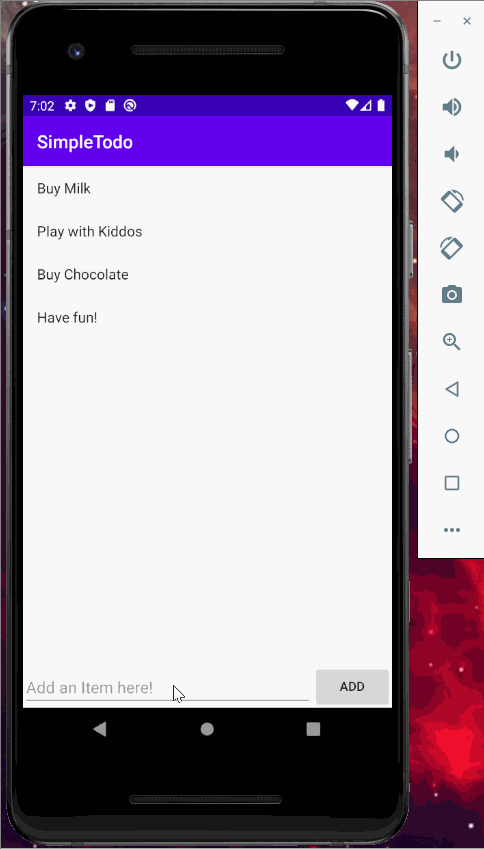 7:02
SimpleTodo
Buy Milk
Play with Kiddos
Buy Chocolate
Have fun!
Add an Item here!
ADD